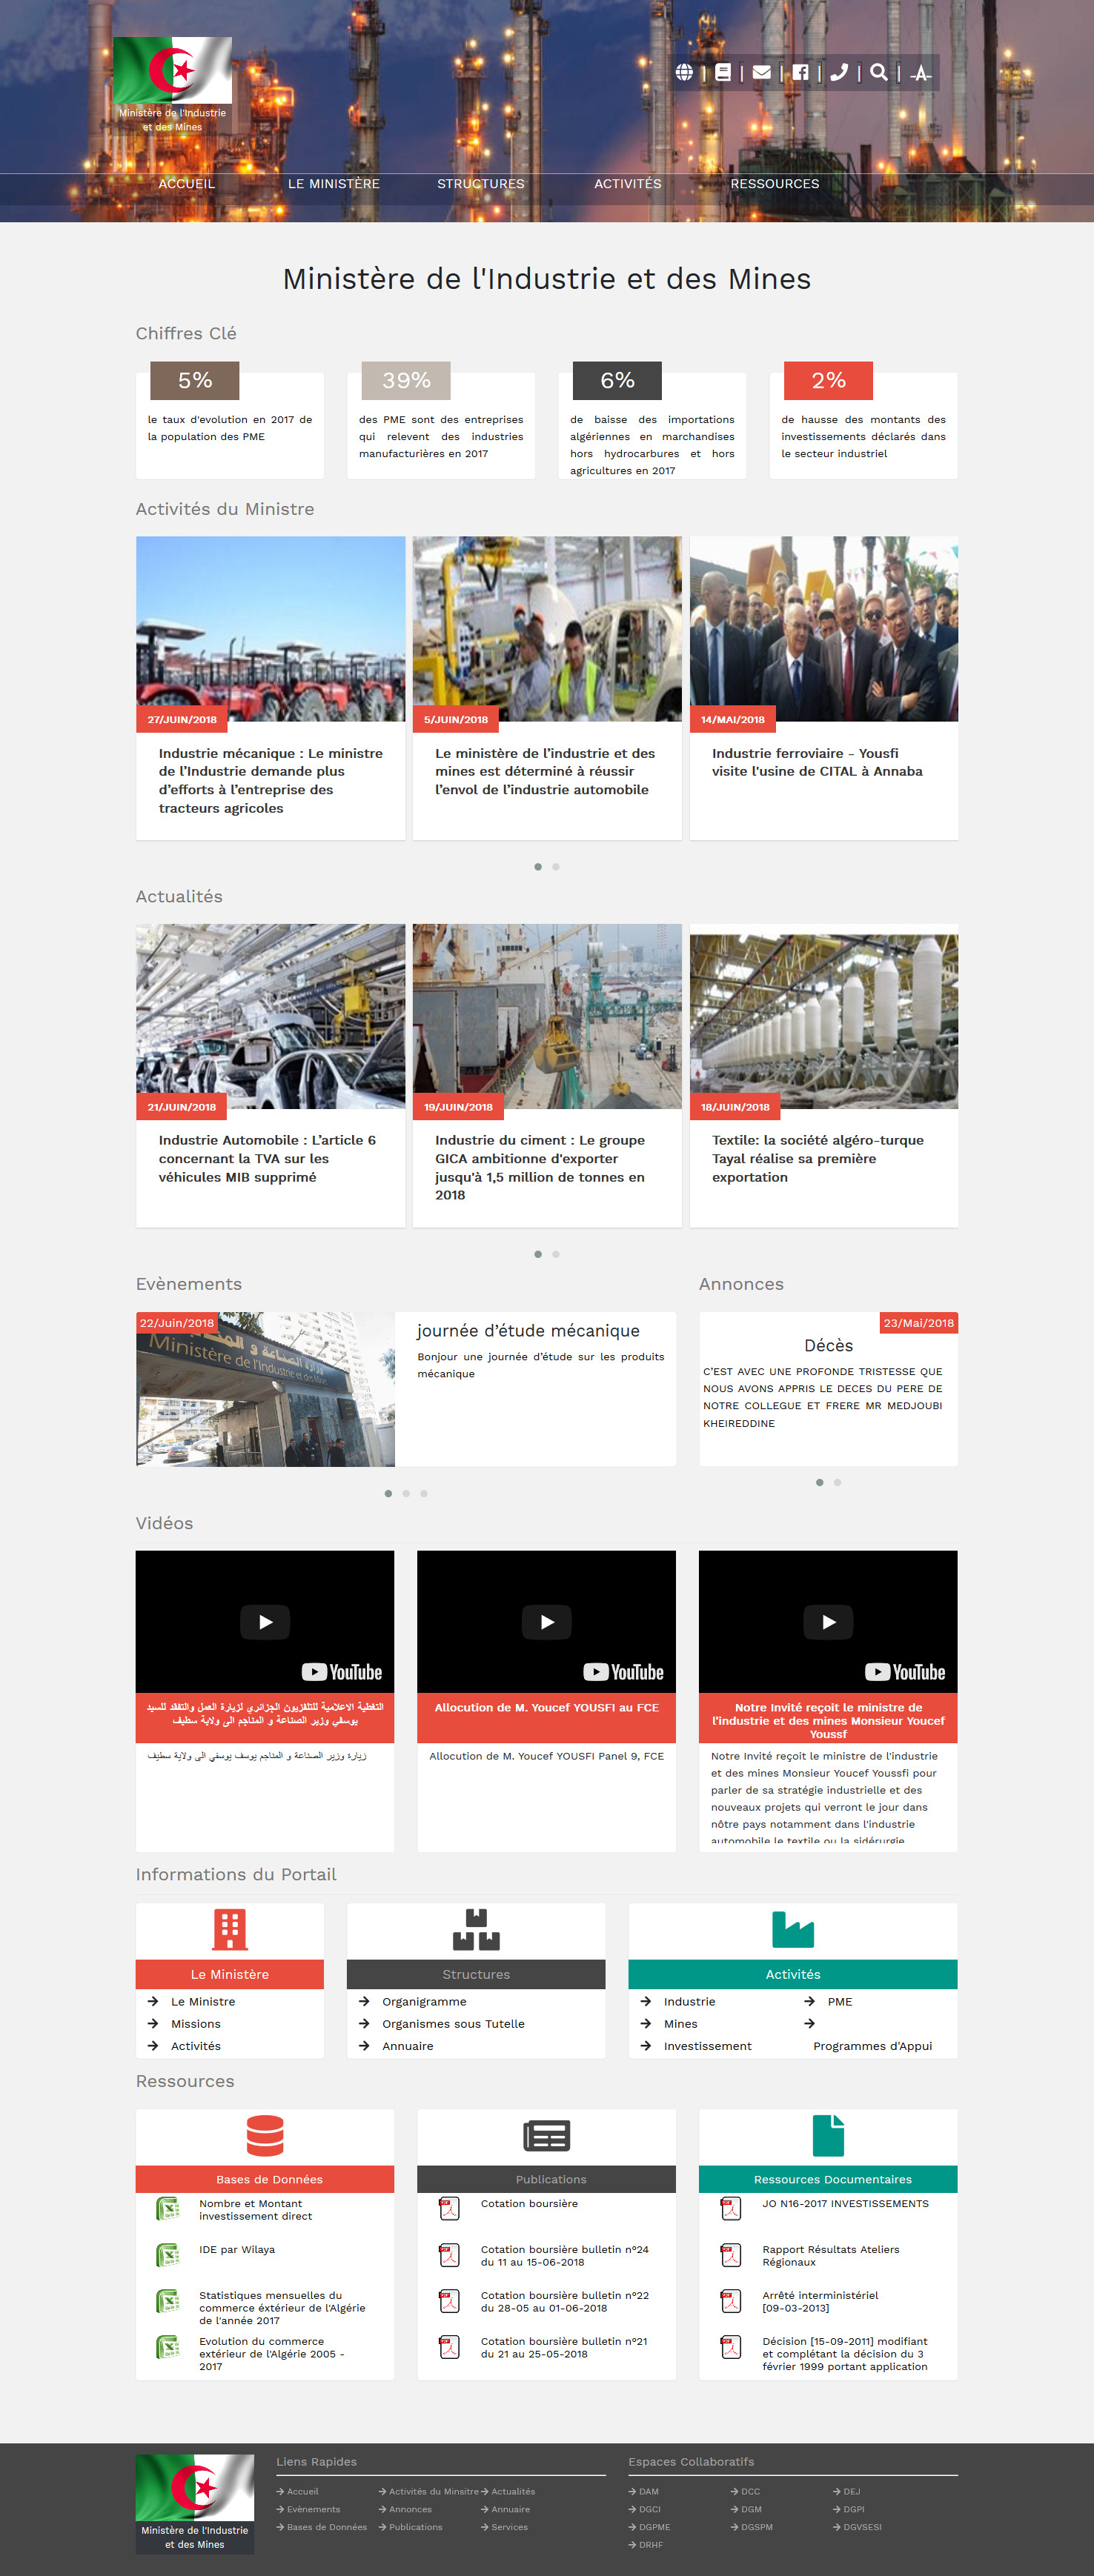 Ministère de l'Industrie
et des Mines
ACCUEIL
LE MINISTÈRE
STRUCTURES
ACTIVITÉS
RESSOURCES
Ministère de l'Industrie et des Mines
Chiffres Clé
5%
le taux d'evolution en 2017 de
la population des PME
39%
des PME sont des entreprises
qui relevent des industries
manufacturières en 2017
6%
de baisse des importations
algériennes en marchandises
hors hydrocarbures et hors
agricultures en 2017
2%
de hausse des montants des
investissements déclarés dans
le secteur industriel
Activités du Ministre
27/JUIN/2018
Industrie mécanique : Le ministre
de l’Industrie demande plus
d’efforts à l’entreprise des
tracteurs agricoles
5/JUIN/2018
Le ministère de l’industrie et des
mines est déterminé à réussir
l’envol de l’industrie automobile
14/MAI/2018
Industrie ferroviaire - Yousfi
visite l'usine de CITAL à Annaba
Actualités
21/JUIN/2018
Industrie Automobile : L’article 6
concernant la TVA sur les
véhicules MIB supprimé
19/JUIN/2018
Industrie du ciment : Le groupe
GICA ambitionne d'exporter
jusqu'à 1,5 million de tonnes en
2018
18/JUIN/2018
Textile: la société algéro-turque
Tayal réalise sa première
exportation
Evènements
22/Juin/2018
وزارة الصناعة و المناجم
Ministère de l'Industrie et des Mines
journée d’étude mécanique
Bonjour une journée d’étude sur les produits
mécanique
Annonces
23/Mai/2018
Décès
C’EST AVEC UNE PROFONDE TRISTESSE QUE
NOUS AVONS APPRIS LE DECES DU PERE DE
NOTRE COLLEGUE ET FRERE MR MEDJOUBI
KHEIREDDINE
Vidéos
YouTube
التغطية الاعلامية للتلفزيون الجزائري لزيارة العمل والتفقد للسيد
يوسفي وزير الصناعة و المناجم الى ولاية سطيف
زيارة وزير الصناعة و المناجم يوسف يوسفي الى ولاية سطيف
YouTube
Allocution de M. Youcef YOUSFI au FCE
Allocution de M. Youcef YOUSFI Panel 9, FCE
YouTube
Notre Invité reçoit le ministre de
l'industrie et des mines Monsieur Youcef
Youssf
Notre Invité reçoit le ministre de l'industrie
et des mines Monsieur Youcef Youssfi pour
parler de sa stratégie industrielle et des
nouveaux projets qui verront le jour dans
nôtre pays notamment dans l'industrie
automobile le textile ou la sidérurgie
Informations du Portail
Le Ministère
Le Ministre
Missions
Activités
Structures
Organigramme
Organismes sous Tutelle
Annuaire
Activités
Industrie
Mines
Investissement
PME
Programmes d'Appui
Ressources
Bases de Données
Nombre et Montant
investissement direct
IDE par Wilaya
Statistiques mensuelles du
commerce éxtérieur de l'Algérie
de l'année 2017
Evolution du commerce
extérieur de l'Algérie 2005 -
2017
Publications
Cotation boursière
Cotation boursière bulletin n°24
du 11 au 15-06-2018
Cotation boursière bulletin n°22
du 28-05 au 01-06-2018
Cotation boursière bulletin n°21
du 21 au 25-05-2018
Ressources Documentaires
JO N16-2017 INVESTISSEMENTS
Rapport Résultats Ateliers
Régionaux
Arrêté interministériel
[09-03-2013]
Décision [15-09-2011] modifiant
et complétant la décision du 3
février 1999 portant application
Ministère de l'Industrie
et des Mines
Liens Rapides
Accueil
Activités du Minsitre
Actualités
Evènements
Annonces
Annuaire
Bases de Données
Publications
Services
Espaces Collaboratifs
DAM
DCC
DEJ
DGCI
DGM
DGPI
DGPME
DGSPM
DGVSESI
DRHF